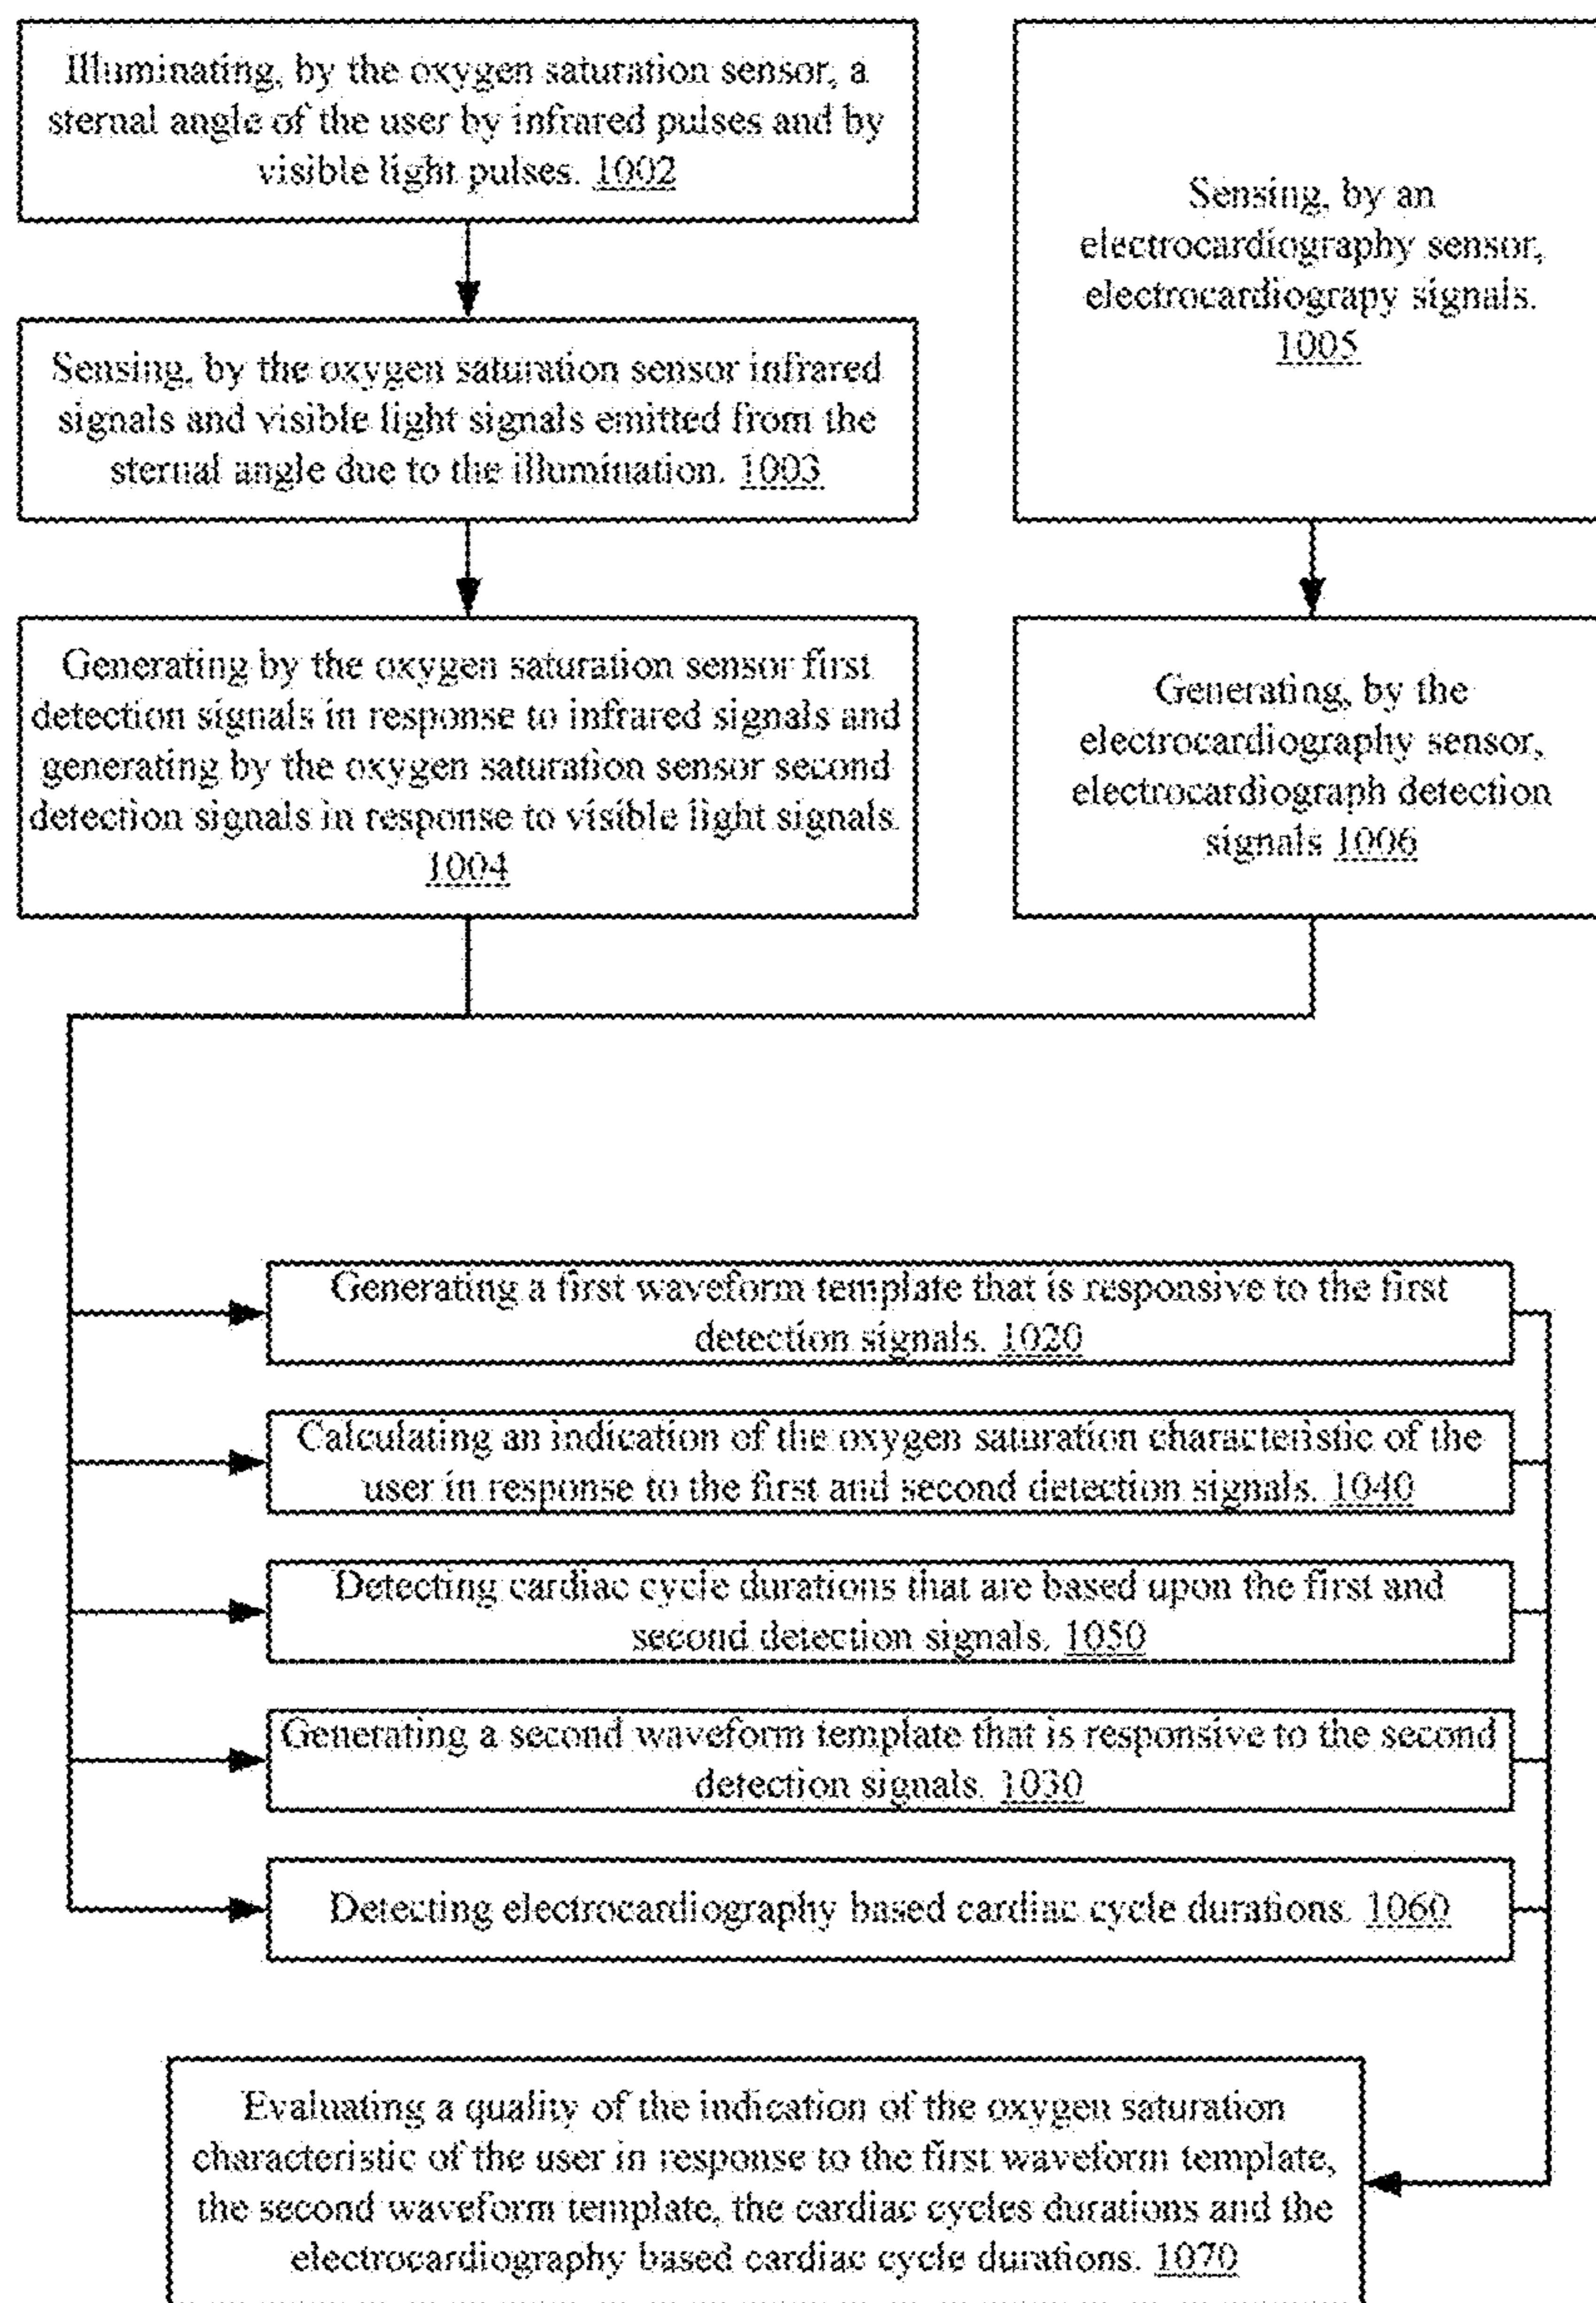 Illuminating, by the oxygen saturation sensor, a
sternal angle of the user by infrared pulses and by
visible light pulses. 1002
Sensing, by the oxygen saturation sensor infrared
signals and visible light signals emitted from the
sternal angle due to the illumination. 1003
Generating by the oxygen saturation sensor first
detection signals in response to infrared signals and
generating by the oxygen saturation sensor second
detection signals in response to visible light signals.
1004
Sensing, by an
electrocardiography sensor,
electrocardiograpy signals.
1005
Generating, by the
electrocardiography sensor,
electrocardiograph detection
signals 1006
Generating a first waveform template that is responsive to the first
detection signals. 1020
Calculating an indication of the oxygen saturation characteristic of the
user in response to the first and second detection signals. 1040
Detecting cardiac cycle durations that are based upon the first and
second detection signals. 1050
Generating a second waveform template that is responsive to the second
detection signals. 1030
Detecting electrocardiography based cardiac cycle durations. 1060
Evaluating a quality of the indication of the oxygen saturation
characteristic of the user in response to the first waveform template,
the second waveform template, the cardiac cycles durations and the
electrocardiography based cardiac cycle durations. 1070